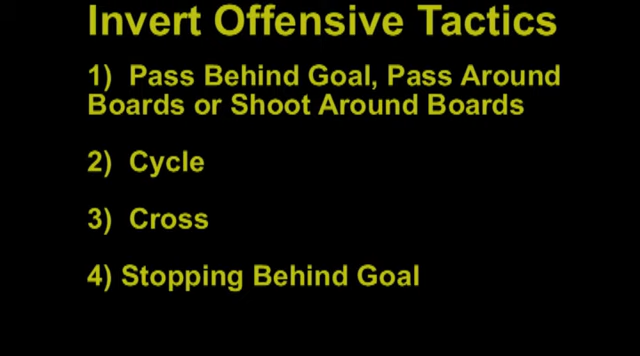 Invert Offensive Tactics
1) Pass Behind Goal, Pass Around
Boards or Shoot Around Boards
2) Cycle
3) Cross
4) Stopping Behind Goal